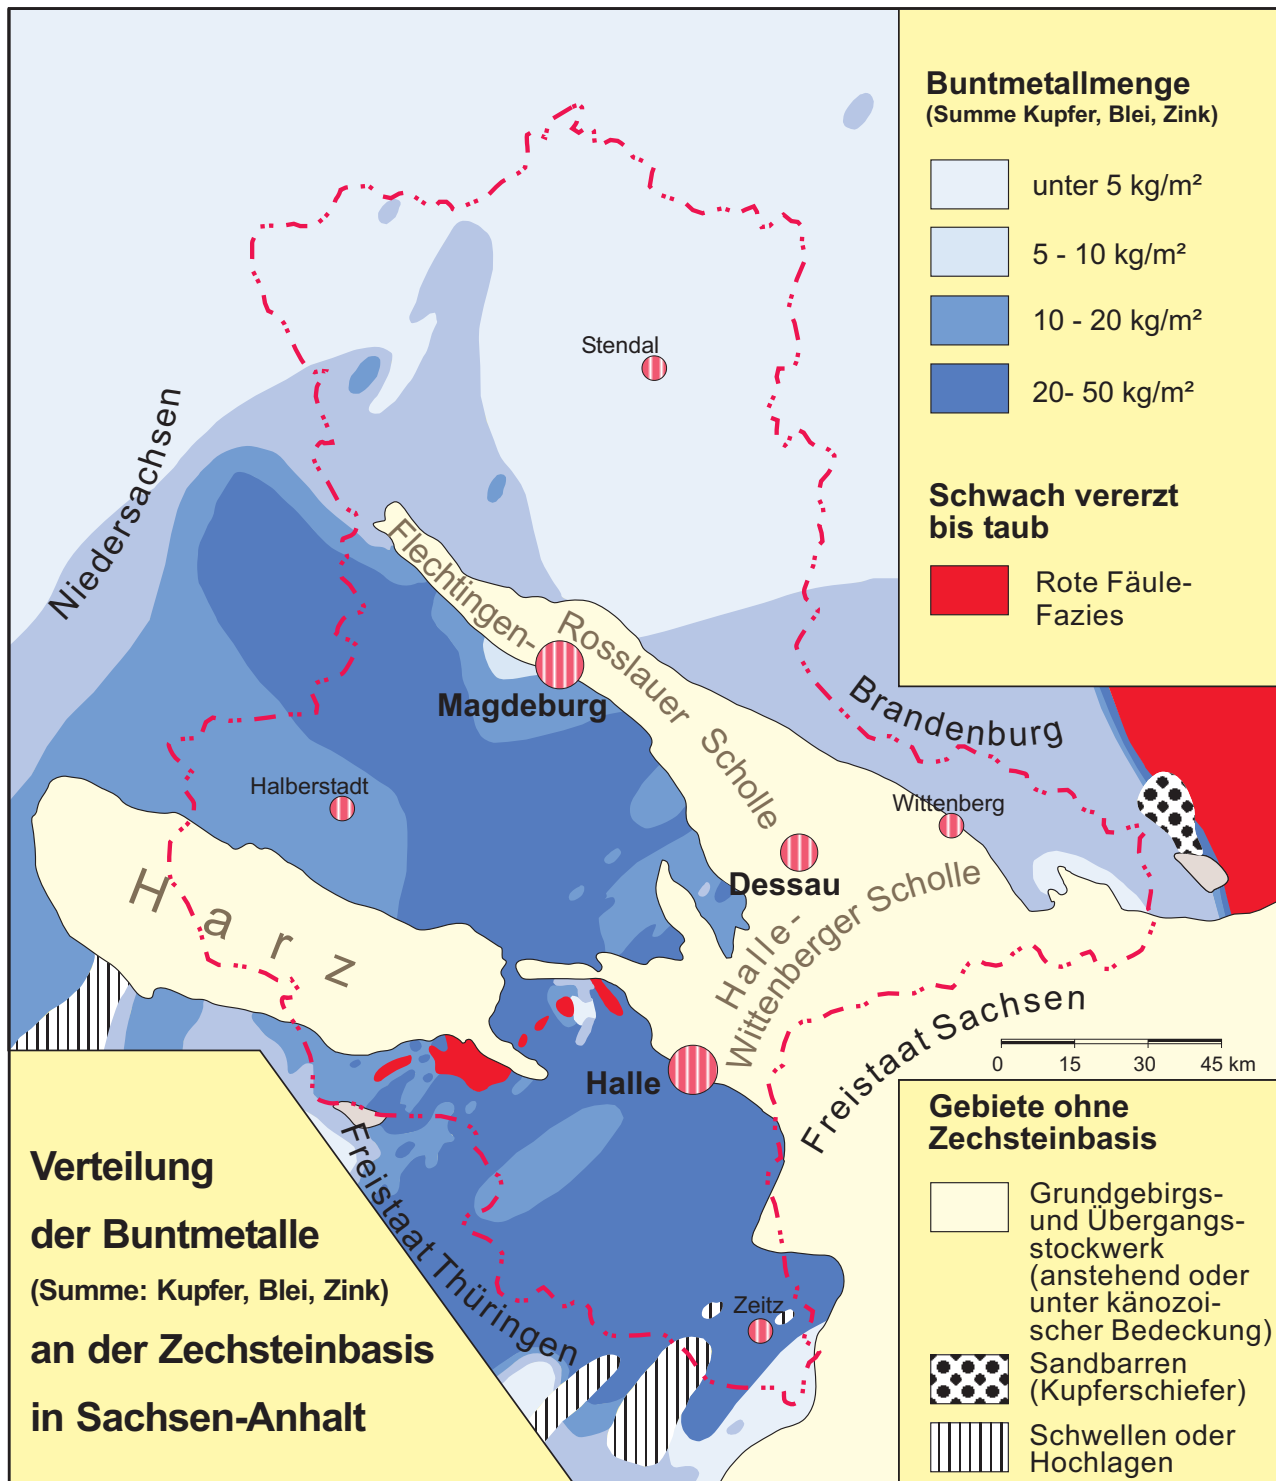 Buntmetallmenge
(Summe Kupfer, Blei, Zink)
unter 5 kg/m²
5 - 10 kg/m²
10 - 20 kg/m²
20- 50 kg/m²
Schwach vererzt
bis taub
Rote Fäule-
Fazies
Stendal
Niedersachsen
Flechtingen-
Rosslauer Scholle
Magdeburg
Brandenburg
Halberstadt
Wittenberg
Dessau
Harz
Halle-
Wittenberger Scholle
Freistaat Sachsen
0 15 30 45 km
Halle
Freistaat Thüringen
Zeitz
Gebiete ohne
Zechsteinbasis
Grundgebirgs-
und Übergangs-
stockwerk
(anstehend oder
unter känozoi-
scher Bedeckung)
Sandbarren
(Kupferschiefer)
Schwellen oder
Hochlagen
Verteilung
der Buntmetalle
(Summe: Kupfer, Blei, Zink)
an der Zechsteinbasis
in Sachsen-Anhalt